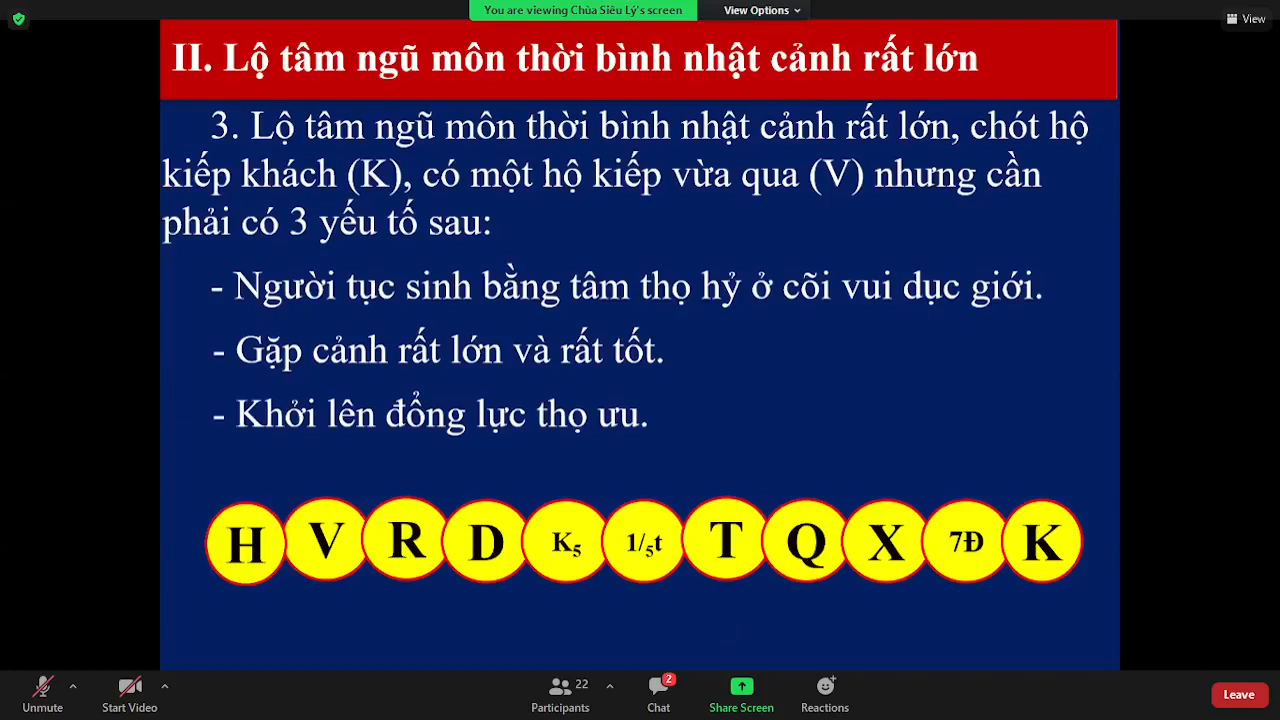 You are viewing Chùa Siêu Lý's screen
View Options
View
II. Lộ tâm ngũ môn thời bình nhật cảnh rất lớn
3. Lộ tâm ngũ môn thời bình nhật cảnh rất lớn, chót hộ
kiếp khách (K), có một hộ kiếp vừa qua (V) nhưng cần
phải có 3 yếu tố sau:
- Người tục sinh bằng tâm thọ hỷ ở cõi vui dục giới.
- Gặp cảnh rất lớn và rất tốt.
- Khởi lên đổng lực thọ ưu.
H V R D K₅ 1/₅t T Q X 7Đ K
Unmute
Start Video
22
Participants
2
Chat
Share Screen
Reactions
Leave